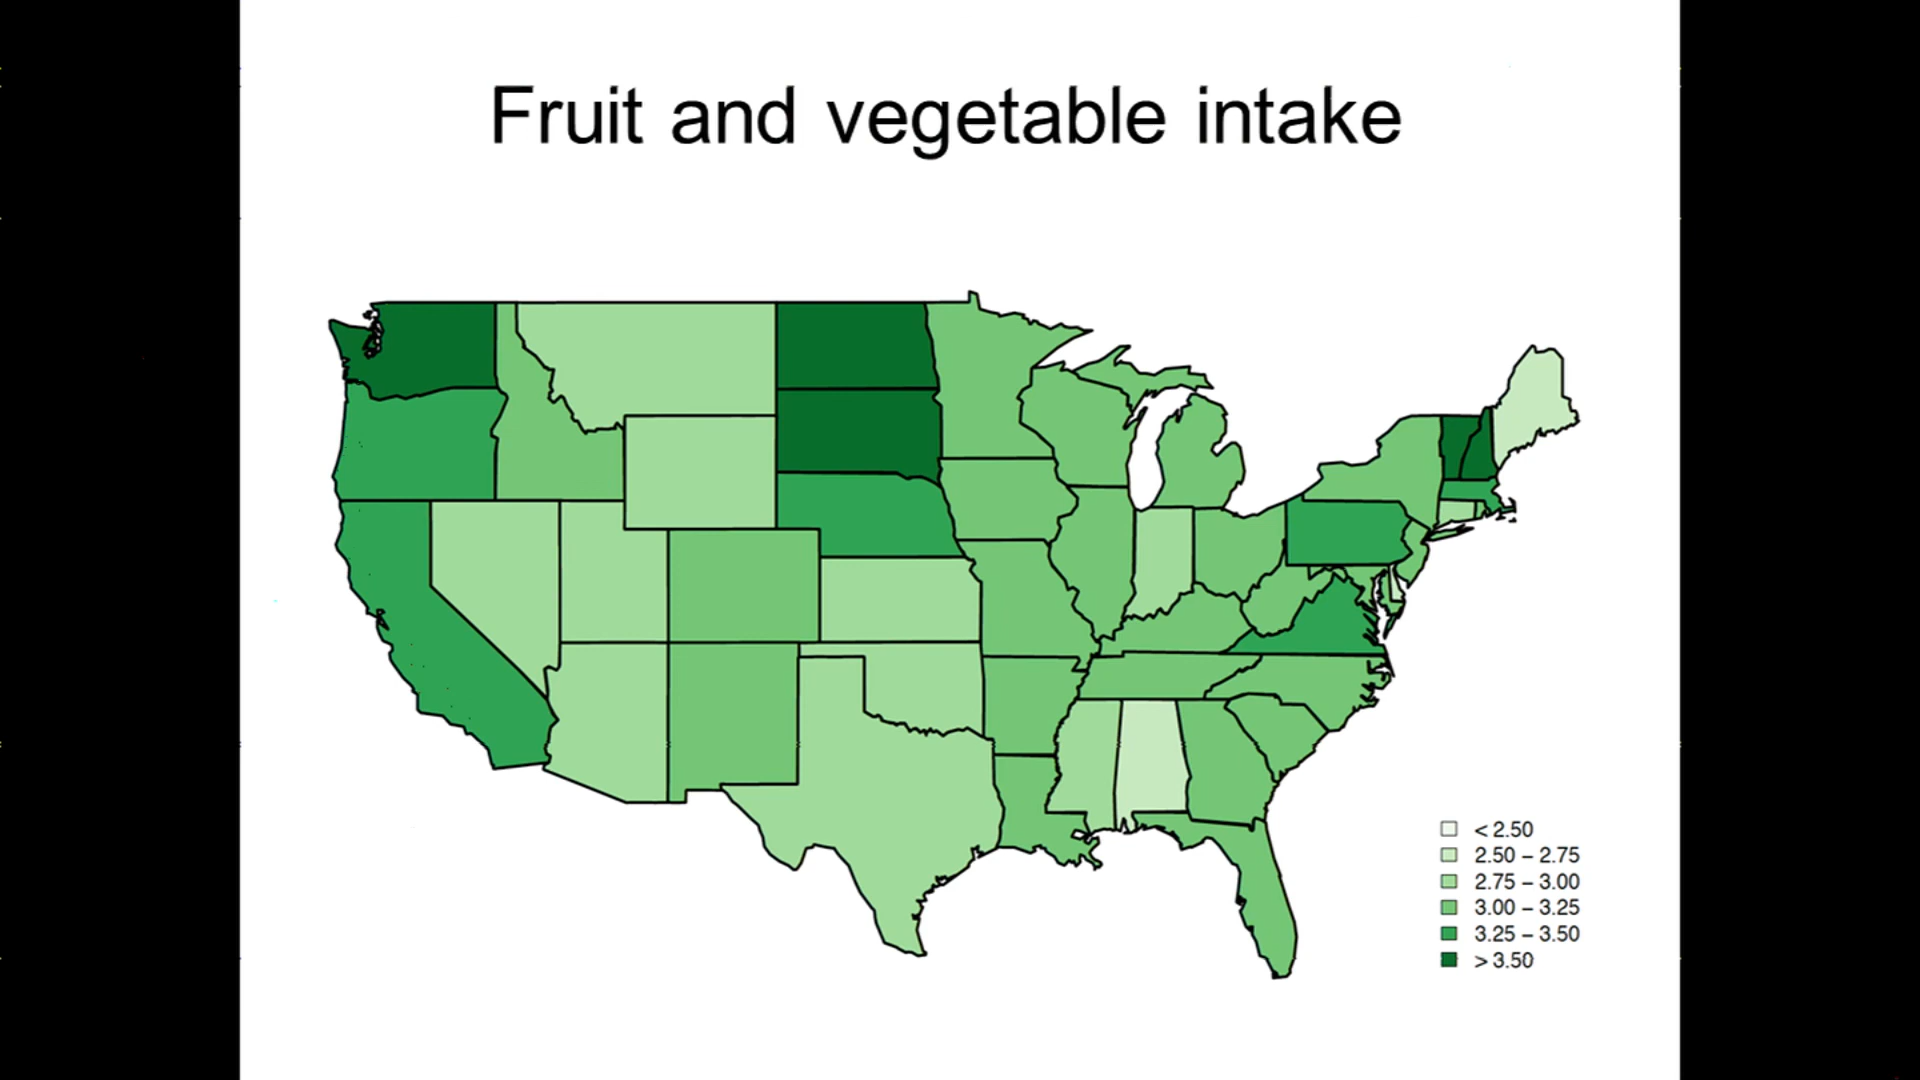 Fruit and vegetable intake
< 2.50
2.50 – 2.75
2.75 – 3.00
3.00 – 3.25
3.25 – 3.50
> 3.50